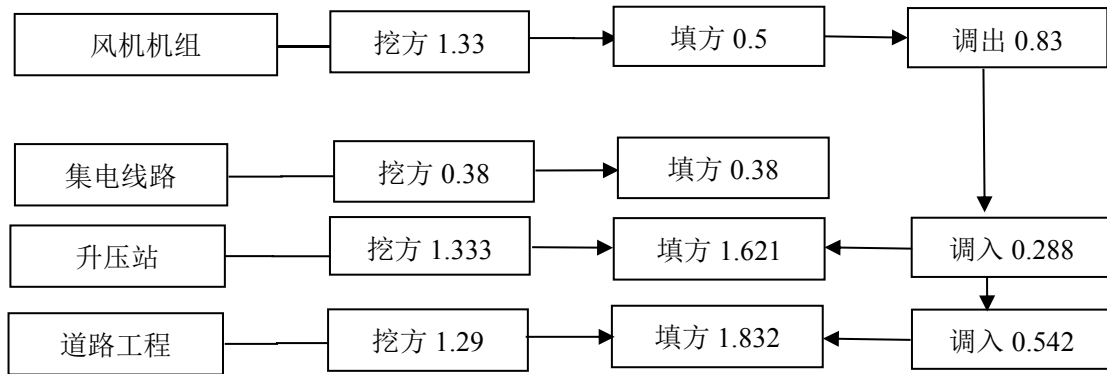 风机机组 挖方 1.33 填方 0.5 调出 0.83
集电线路 挖方 0.38 填方 0.38
升压站 挖方 1.333 填方 1.621 调入 0.288
道路工程 挖方 1.29 填方 1.832 调入 0.542